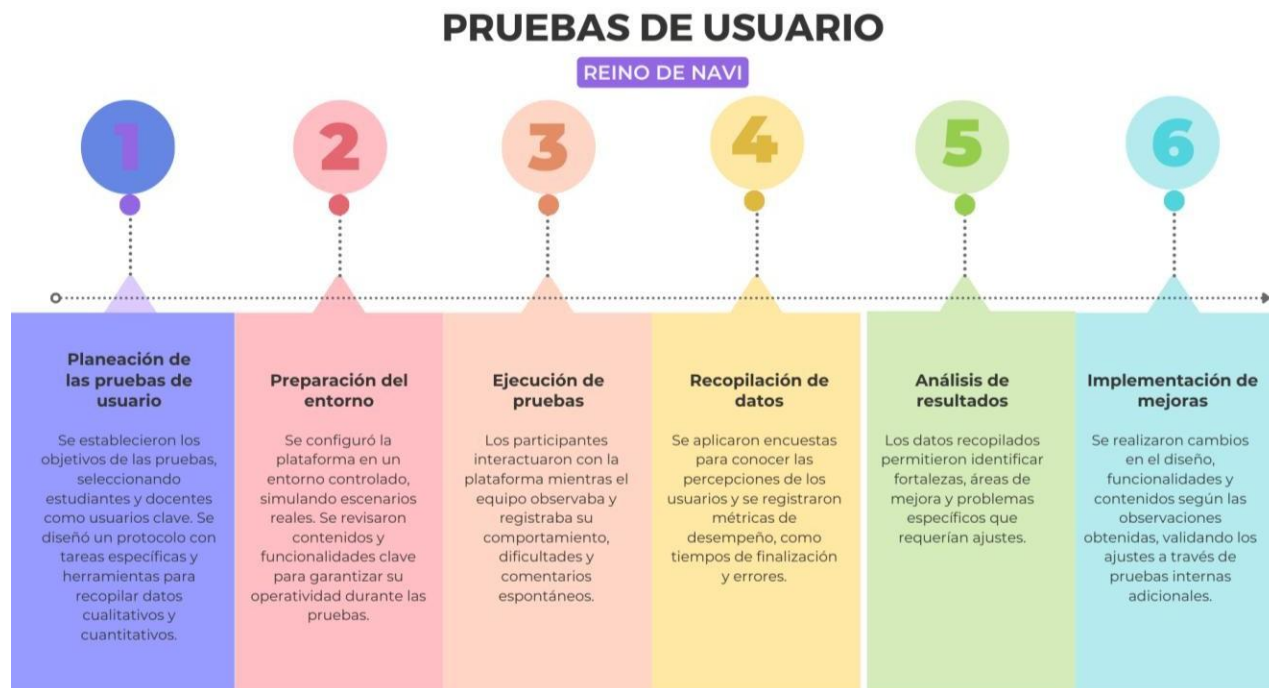 PRUEBAS DE USUARIO
REINO DE NAVI
1
2
3
4
5
6
Planeación de
las pruebas de
usuario
Se establecieron los
objetivos de las pruebas,
seleccionando
estudiantes y docentes
como usuarios clave. Se
diseñó un protocolo con
tareas específicas y
herramientas para
recopilar datos
cualitativos y
cuantitativos.
Preparación del
entorno
Se configuró la
plataforma en un
entorno controlado,
simulando escenarios
reales. Se revisaron
contenidos y
funcionalidades clave
para garantizar su
operatividad durante las
pruebas.
Ejecución de
pruebas
Los participantes
interactuaron con la
plataforma mientras el
equipo observaba y
registraba su
comportamiento,
dificultades y
comentarios
espontáneos.
Recopilación de
datos
Se aplicaron encuestas
para conocer las
percepciones de los
usuarios y se registraron
métricas de
desempeño, como
tiempos de finalización
y errores.
Análisis de
resultados
Los datos recopilados
permitieron identificar
fortalezas, áreas de
mejora y problemas
específicos que
requerían ajustes.
Implementación de
mejoras
Se realizaron cambios
en el diseño,
funcionalidades y
contenidos según las
observaciones
obtenidas, validando los
ajustes a través de
pruebas internas
adicionales.